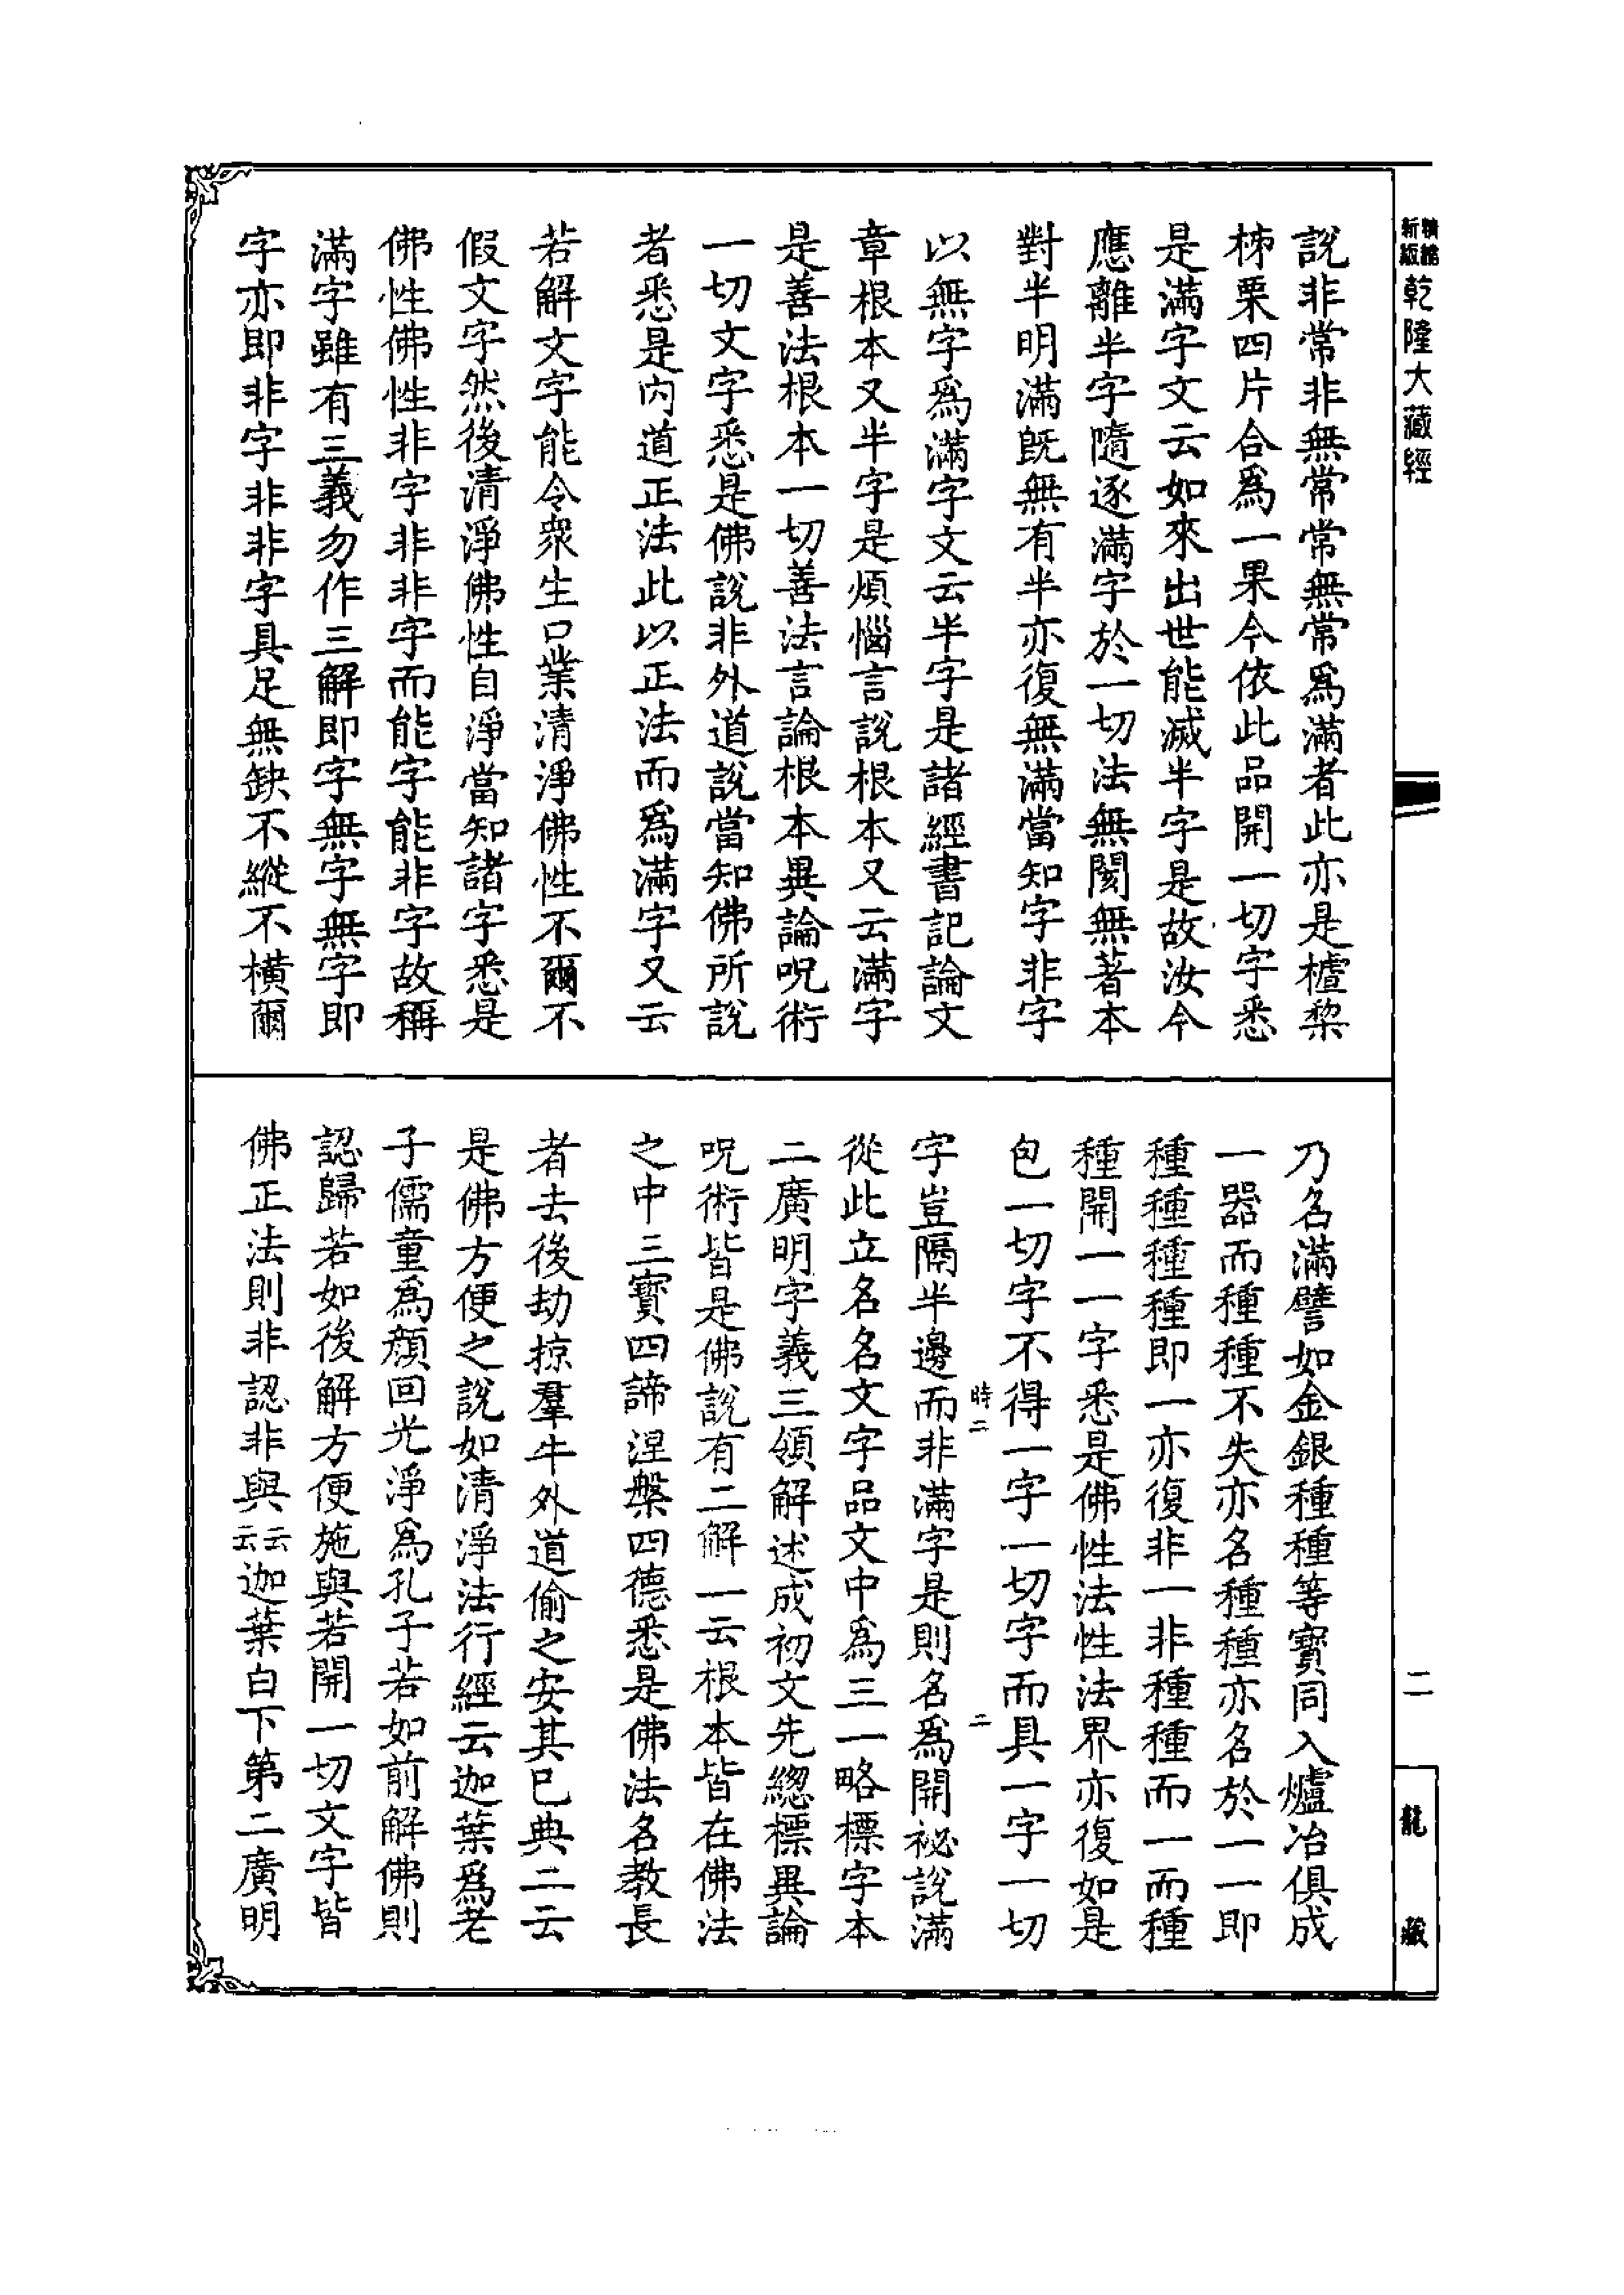 新版
精縮
乾隆大藏經
說非常非無常常無常爲滿者此亦是樝棃
柹栗四片合爲一果今依此品開一切字悉
是滿字文云如來出世能滅半字是故汝今
應離半字隨逐滿字於一切法無閡無著本
對半明滿既無有半亦復無滿當知字非字
以無字爲滿字文云半字是諸經書記論文
章根本又半字是煩惱言說根本又云滿字
是善法根本一切善法言論根本異論呪術
一切文字悉是佛說非外道說當知佛所說
者悉是內道正法此以正法而爲滿字又云
若解文字能令衆生口業清淨佛性不爾不
假文字然後清淨佛性自淨當知諸字悉是
佛性佛性非字非非字而能字能非字故稱
滿字雖有三義勿作三解即字無字無字即
字亦即非字非非字具足無缺不縱不橫爾
乃名滿譬如金銀種種等寶同入爐冶俱成
一器而種種不失亦名種種亦名於一一即
種種種種即一亦復非一非種種而一而種
種開一一字悉是佛性法性法界亦復如是
包一切字不得一字一切字而具一字一切
時二
二
字豈隔半邊而非滿字是則名爲開祕說滿
從此立名名文字品文中爲三一略標字本
二廣明字義三領解述成初文先總標異論
呪術皆是佛說有二解一云根本皆在佛法
之中三寶四諦涅槃四德悉是佛法名教長
者去後劫掠羣牛外道偷之安其已典二云
是佛方便之說如清淨法行經云迦葉爲老
子儒童爲顏回光淨爲孔子若如前解佛則
認歸若如後解方便施與若開一切文字皆
佛正法則非認非與云云迦葉白下第二廣明
二
龍藏